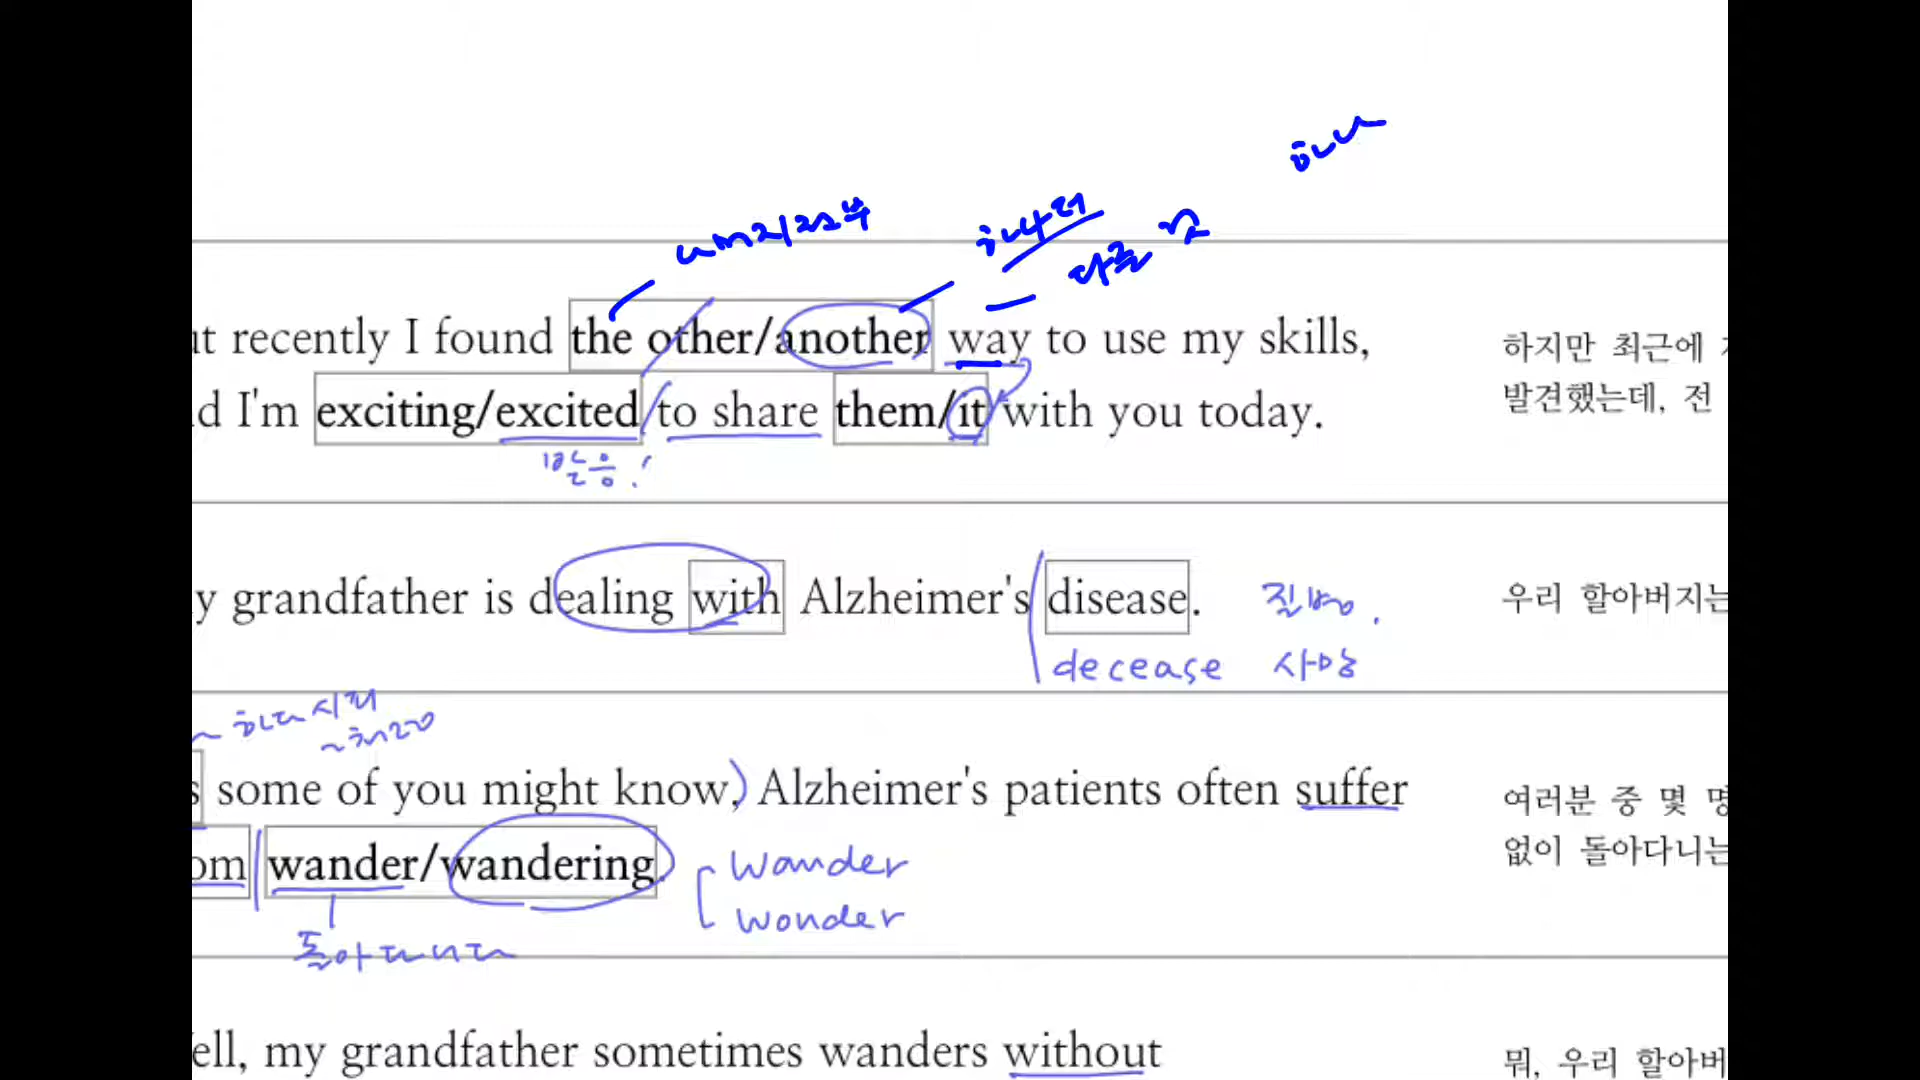 하나
나머지 전부
하나 더
다른
ut recently I found the other/another way to use my skills,
하지만 최근에
d I'm exciting/excited to share them/it with you today.
발견했는데, 전
발음!
y grandfather is dealing with Alzheimer's disease.
질병.
우리 할아버지는
decease 사망
~하다시피
~처럼
s some of you might know, Alzheimer's patients often suffer
여러분 중 몇 명
om wander/wandering.
없이 돌아다니는
wander
wonder
돌아다니다
ell, my grandfather sometimes wanders without
뭐, 우리 할아버